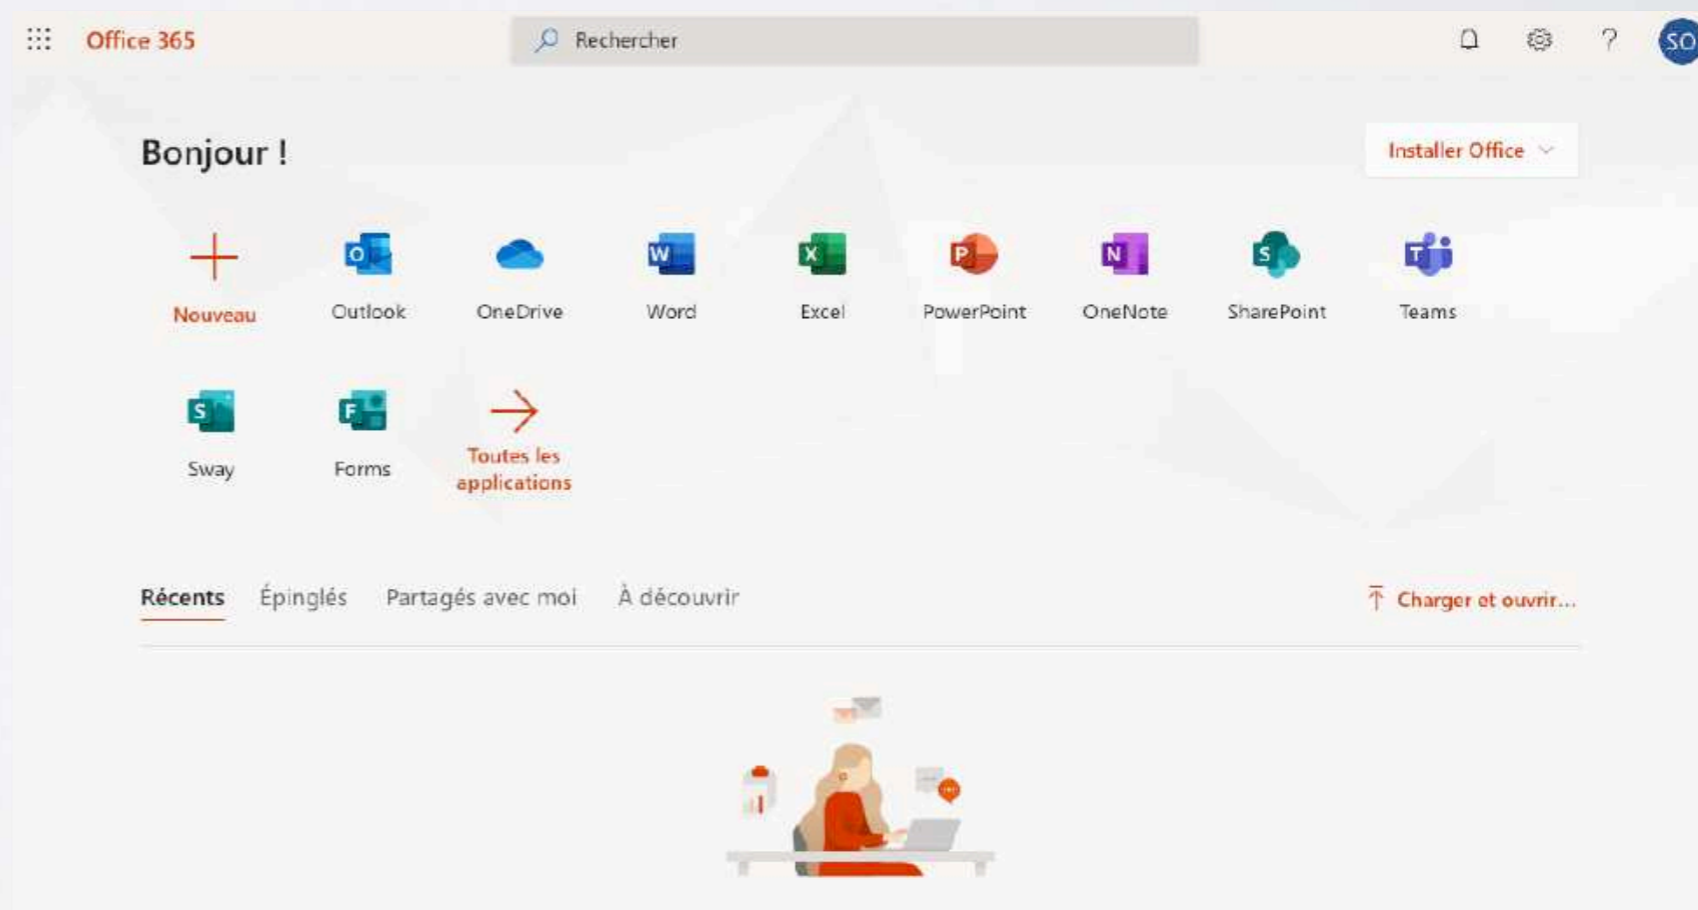 Office 365
Rechercher
SO
Bonjour !
Installer Office
Nouveau
Outlook
OneDrive
Word
Excel
PowerPoint
OneNote
SharePoint
Teams
Sway
Forms
Toutes les
applications
Récents
Épinglés
Partagés avec moi
À découvrir
Charger et ouvrir...